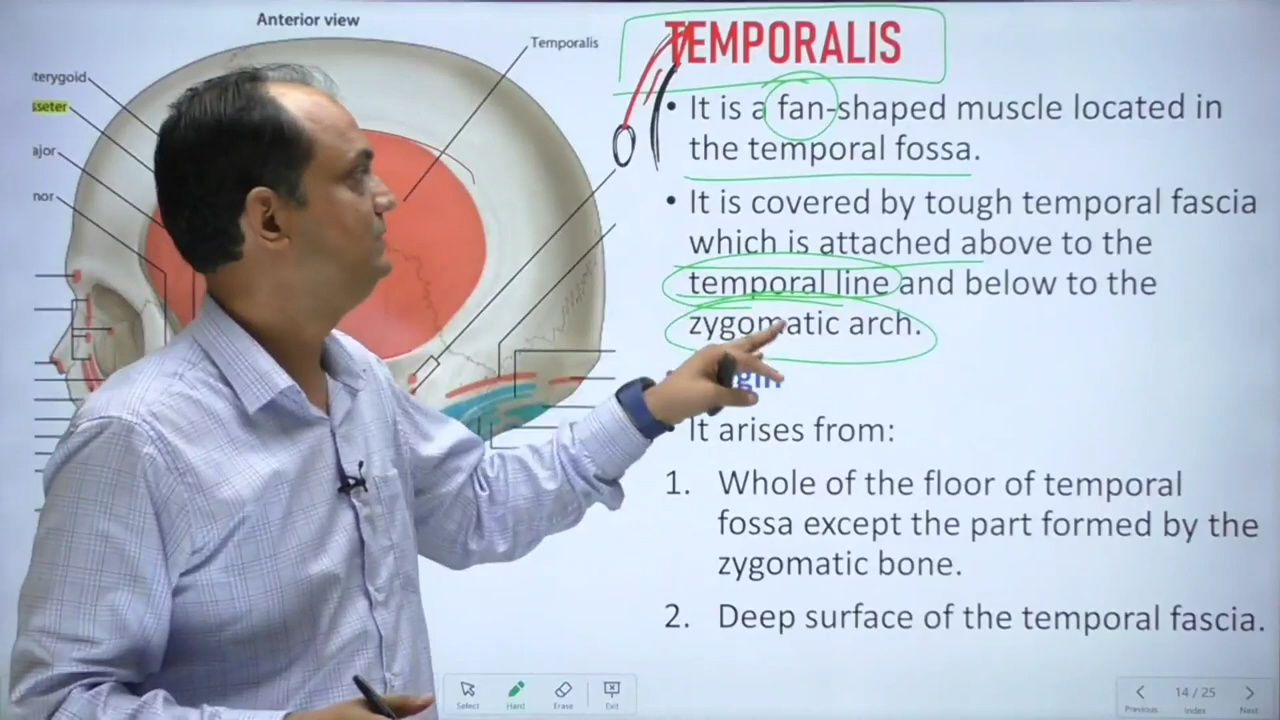 Anterior view
Temporalis
terygoid
sseter
ajor
nor
TEMPORALIS
• It is a fan-shaped muscle located in
the temporal fossa.
• It is covered by tough temporal fascia
which is attached above to the
temporal line and below to the
zygomatic arch.
• It arises from:
1. Whole of the floor of temporal
fossa except the part formed by the
zygomatic bone.
2. Deep surface of the temporal fascia.
Select Hard Erase Exit
Previous 14 / 25 Index Next